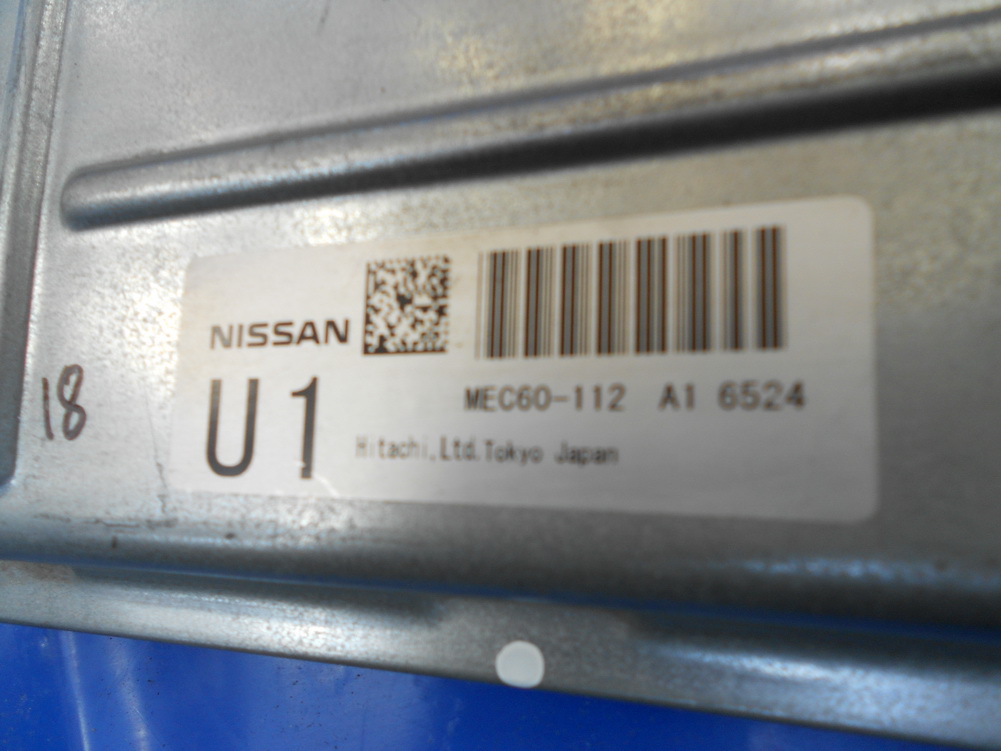 NISSAN
U1
MEC60-112 A1 6524
Hitachi,Ltd.Tokyo Japan
18